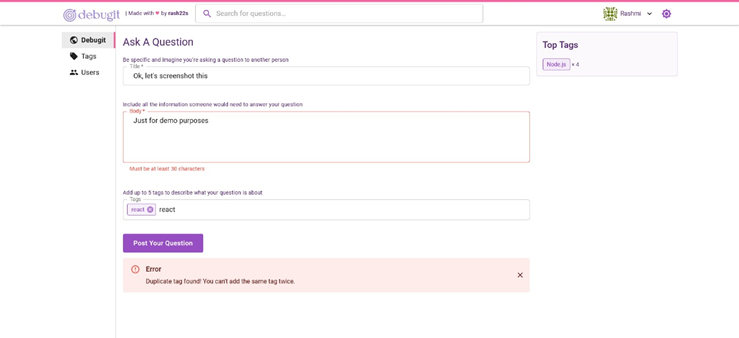 debugit | Made with ♥ by rash22s
Search for questions...
Rashmi
Debugit
Tags
Users
Ask A Question
Be specific and imagine you're asking a question to another person
Title *
Ok, let's screenshot this
Include all the information someone would need to answer your question
Body *
Just for demo purposes
Must be at least 30 characters
Add up to 5 tags to describe what your question is about
Tags
react react
Post Your Question
Error
Duplicate tag found! You can't add the same tag twice.
Top Tags
Node.js × 4